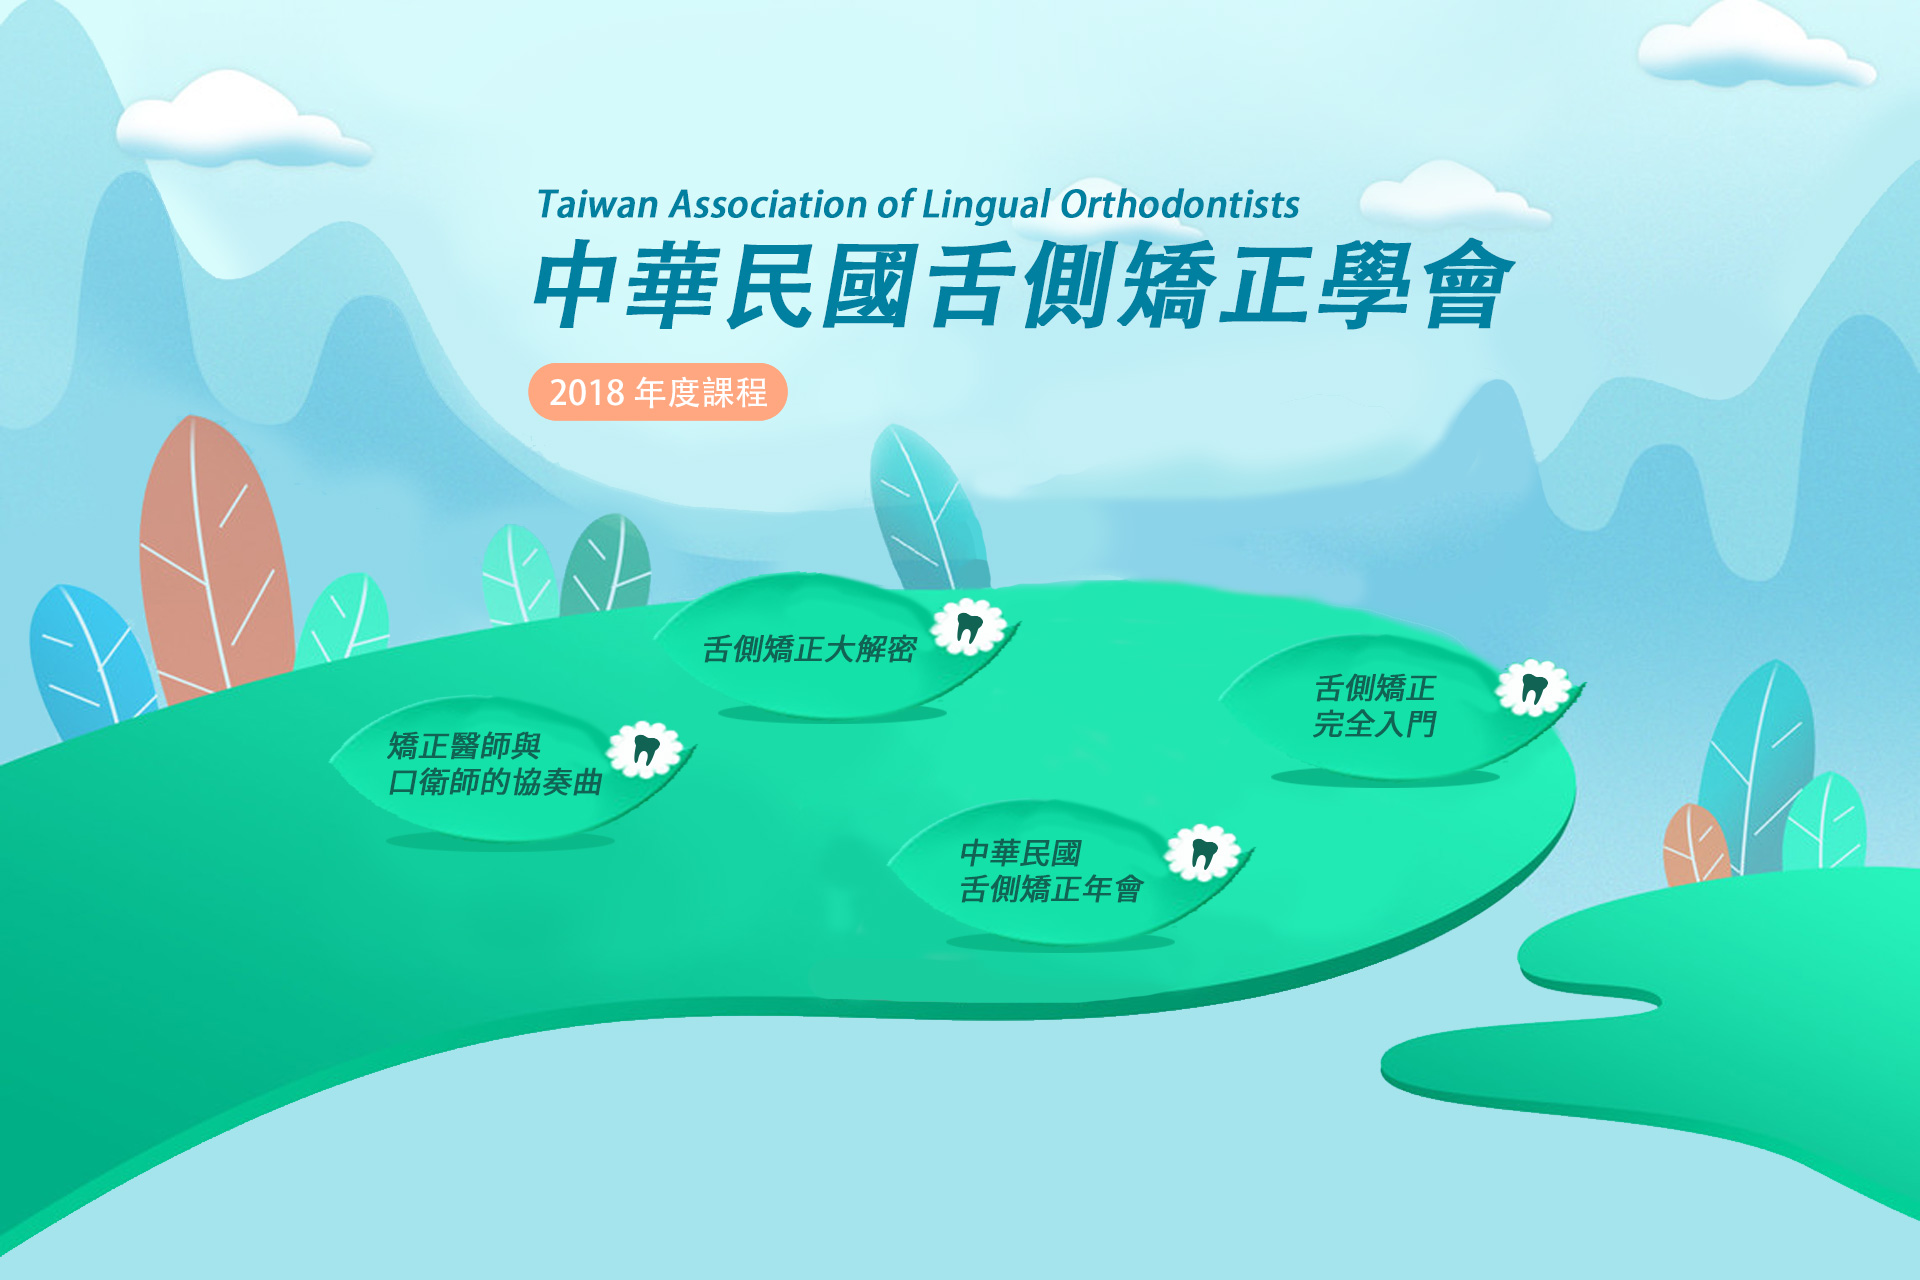 Taiwan Association of Lingual Orthodontists
中華民國舌側矯正學會
2018 年度課程
舌側矯正大解密
舌側矯正
完全入門
矯正醫師與
口衛師的協奏曲
中華民國
舌側矯正年會